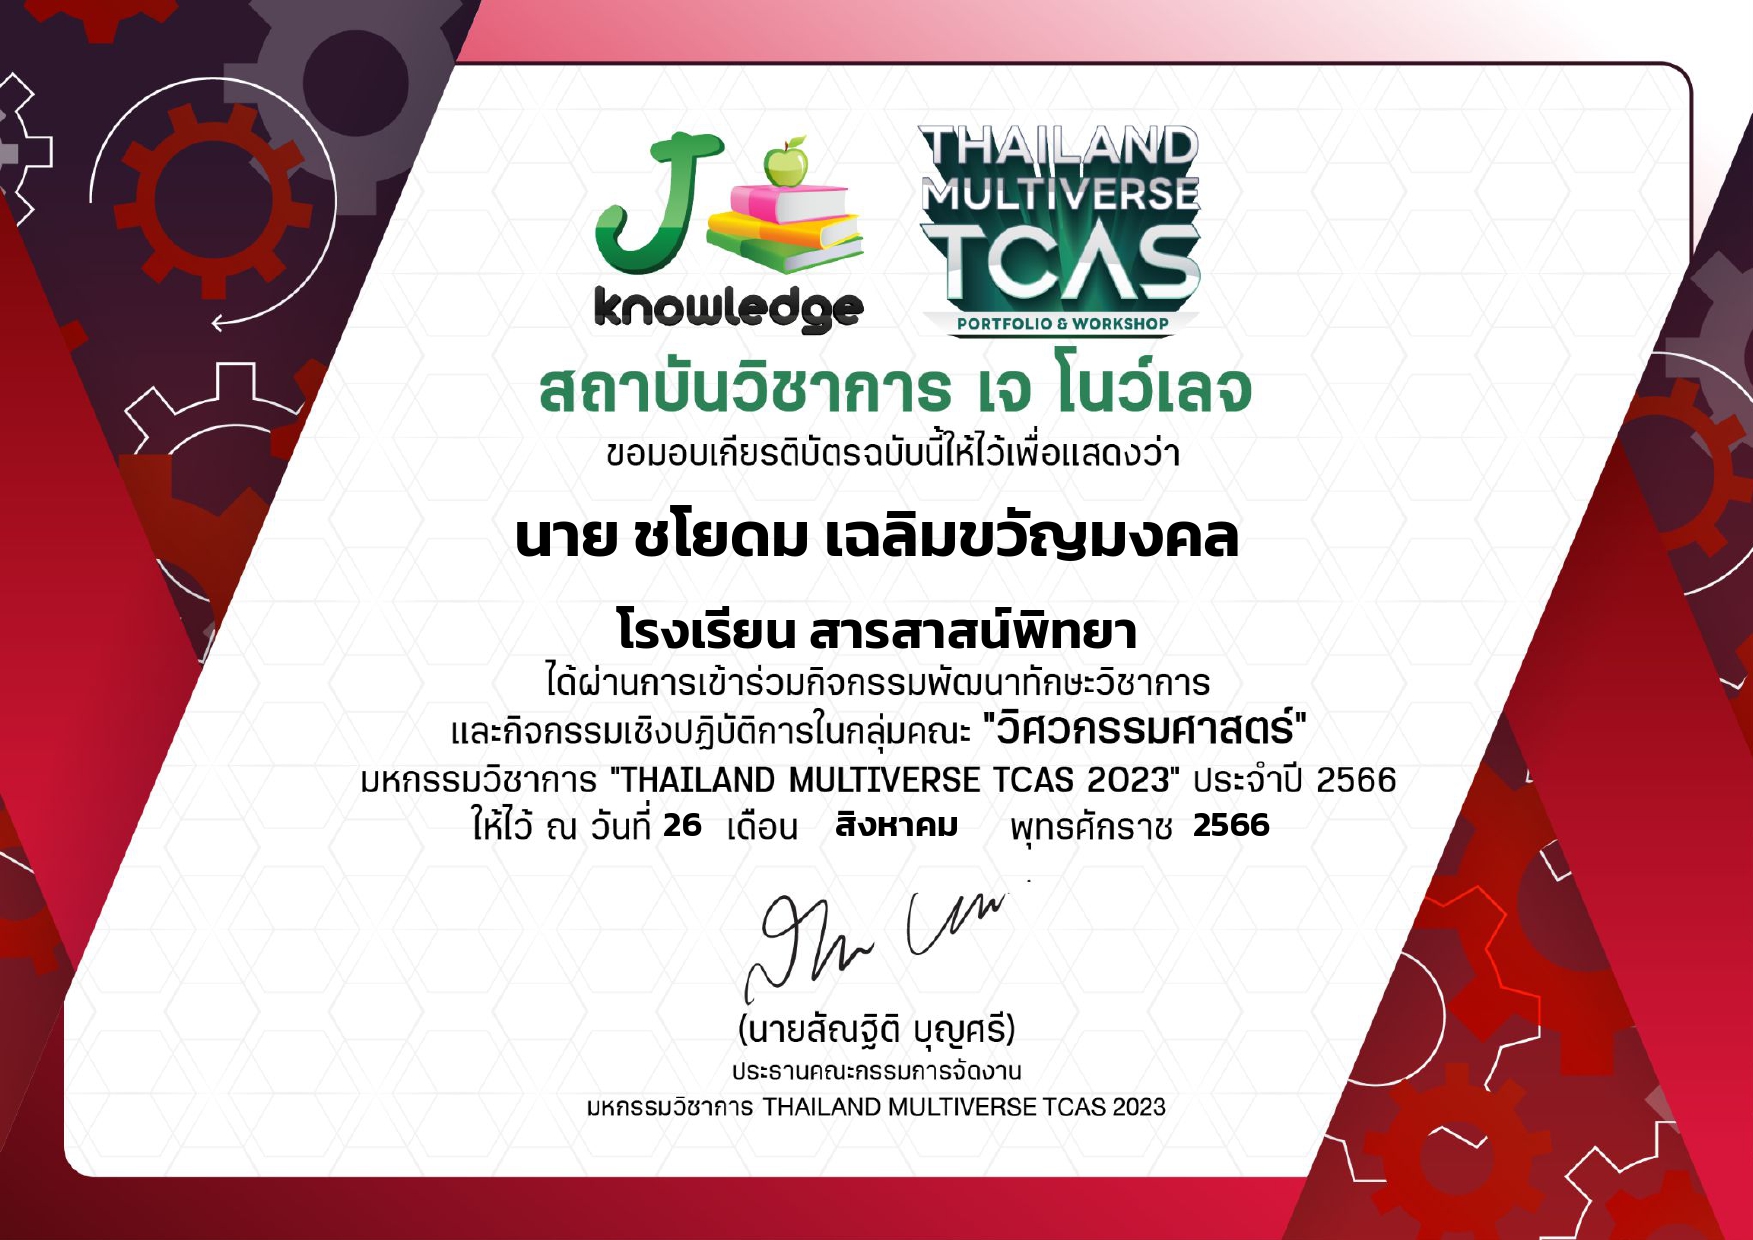 J
knowledge
THAILAND
MULTIVERSE
TCAS
PORTFOLIO & WORKSHOP
สถาบันวิชาการ เจ โนว์เลจ
ขอมอบเกียรติบัตรฉบับนี้ให้ไว้เพื่อแสดงว่า
นาย ชโยดม เฉลิมขวัญมงคล
โรงเรียน สารสาสน์พิทยา
ได้ผ่านการเข้าร่วมกิจกรรมพัฒนาทักษะวิชาการ
และกิจกรรมเชิงปฏิบัติการในกลุ่มคณะ "วิศวกรรมศาสตร์"
มหกรรมวิชาการ "THAILAND MULTIVERSE TCAS 2023" ประจำปี 2566
ให้ไว้ ณ วันที่ 26 เดือน สิงหาคม พุทธศักราช 2566
(นายสัณฐิติ บุญศรี)
ประธานคณะกรรมการจัดงาน
มหกรรมวิชาการ THAILAND MULTIVERSE TCAS 2023